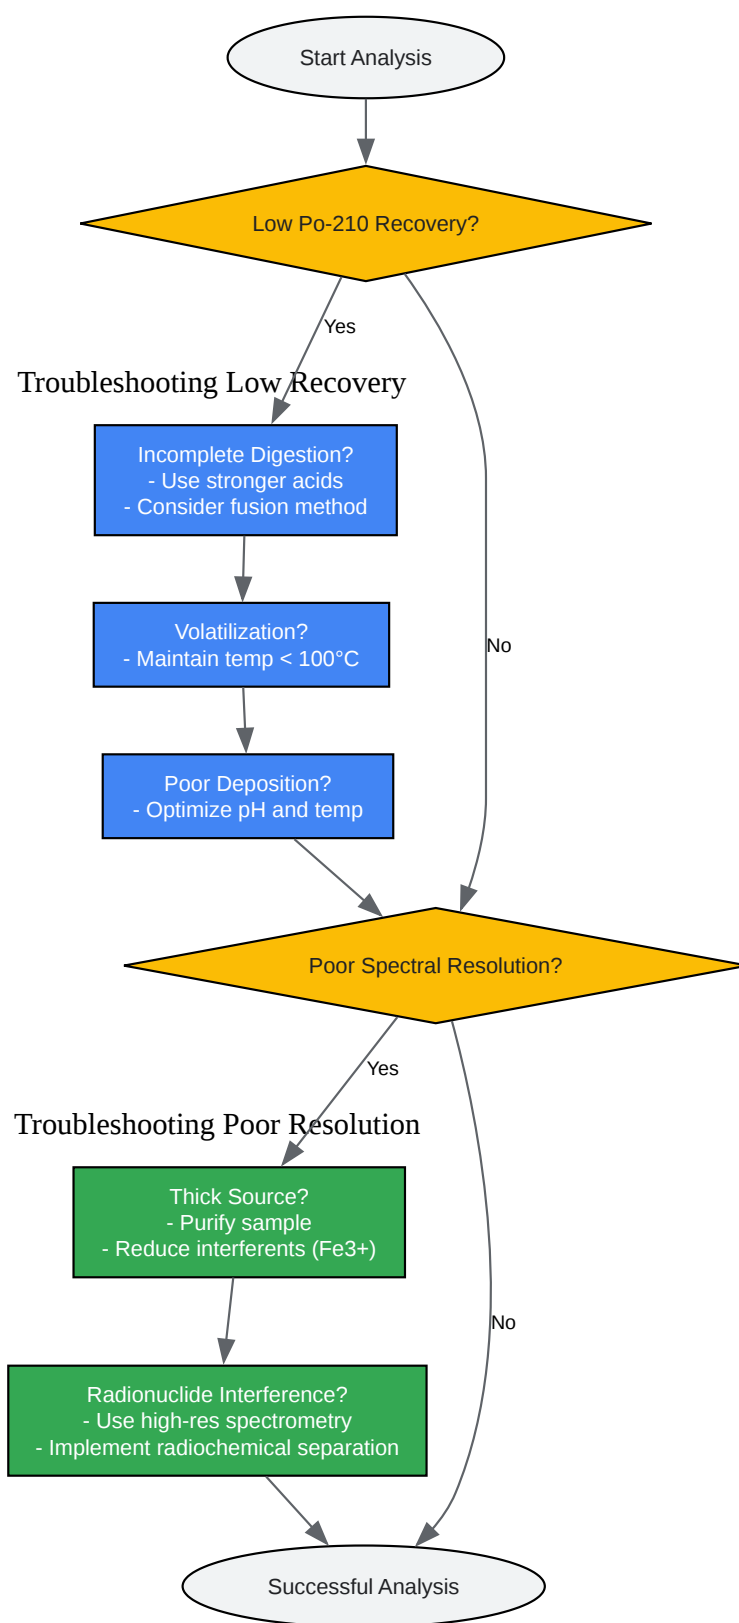 Start Analysis
Low Po-210 Recovery?
Yes
Troubleshooting Low Recovery
Incomplete Digestion?
- Use stronger acids
- Consider fusion method
Volatilization?
- Maintain temp < 100°C
No
Poor Deposition?
- Optimize pH and temp
Poor Spectral Resolution?
Yes
Troubleshooting Poor Resolution
Thick Source?
- Purify sample
- Reduce interferents (Fe3+)
No
Radionuclide Interference?
- Use high-res spectrometry
- Implement radiochemical separation
Successful Analysis